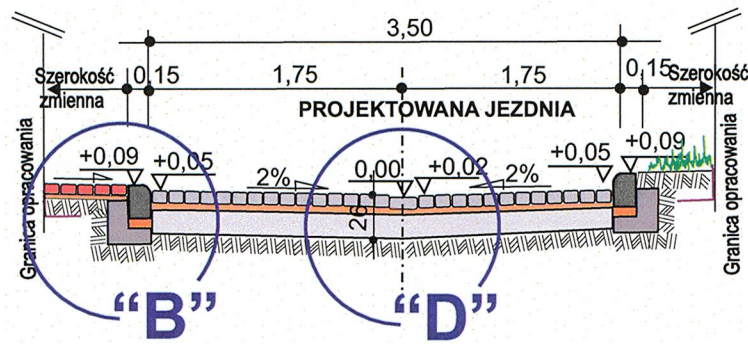 3,50
Szerokość 0,15 1,75 1,75 0,15 Szerokość
zmienna zmienna
PROJEKTOWANA JEZDNIA
+0,09 +0,05 0,00 +0,02 +0,05 +0,09
2% 2%
26
Granica opracowania
Granica opracowania
“B” “D”